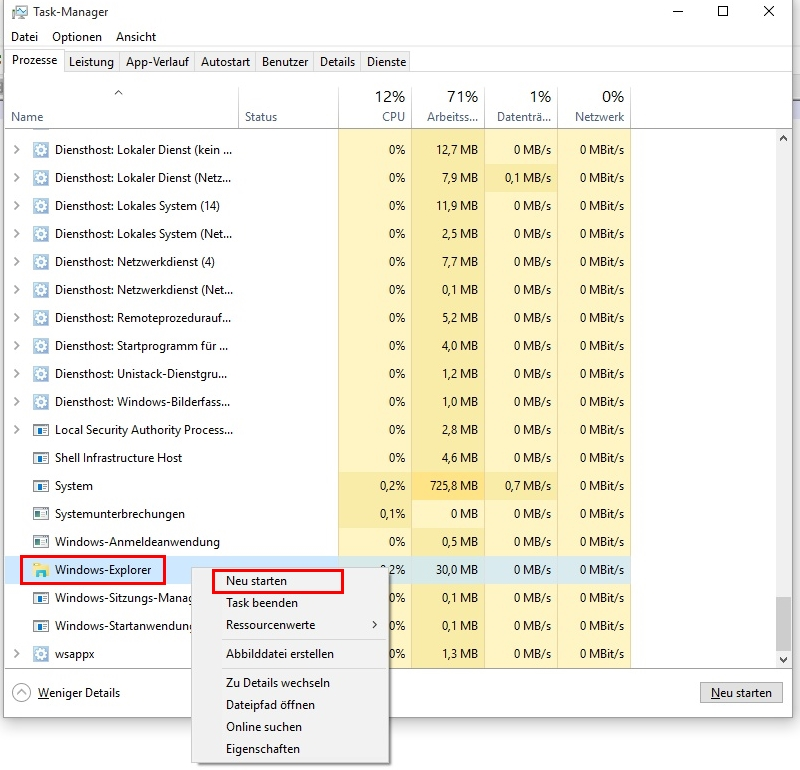 Task-Manager
Datei Optionen Ansicht
Prozesse Leistung App-Verlauf Autostart Benutzer Details Dienste
12% 71% 1% 0%
Name Status CPU Arbeitss... Datenträ... Netzwerk
Diensthost: Lokaler Dienst (kein ... 0% 12,7 MB 0 MB/s 0 MBit/s
Diensthost: Lokaler Dienst (Netz... 0% 7,9 MB 0,1 MB/s 0 MBit/s
Diensthost: Lokales System (14) 0% 11,9 MB 0 MB/s 0 MBit/s
Diensthost: Lokales System (Net... 0% 2,5 MB 0 MB/s 0 MBit/s
Diensthost: Netzwerkdienst (4) 0% 7,7 MB 0 MB/s 0 MBit/s
Diensthost: Netzwerkdienst (Net... 0% 0,1 MB 0 MB/s 0 MBit/s
Diensthost: Remoteprozedurauf... 0% 5,2 MB 0 MB/s 0 MBit/s
Diensthost: Startprogramm für ... 0% 4,0 MB 0 MB/s 0 MBit/s
Diensthost: Unistack-Dienstgru... 0% 1,2 MB 0 MB/s 0 MBit/s
Diensthost: Windows-Bilderfass... 0% 1,0 MB 0 MB/s 0 MBit/s
Local Security Authority Process... 0% 2,8 MB 0 MB/s 0 MBit/s
Shell Infrastructure Host 0% 4,6 MB 0 MB/s 0 MBit/s
System 0,2% 725,8 MB 0,7 MB/s 0 MBit/s
Systemunterbrechungen 0,1% 0 MB 0 MB/s 0 MBit/s
Windows-Anmeldeanwendung 0% 0,5 MB 0 MB/s 0 MBit/s
Windows-Explorer 0,2% 30,0 MB 0 MB/s 0 MBit/s
Windows-Sitzungs-Manag 0,1 MB 0 MB/s 0 MBit/s
Windows-Startanwendung 0% 0,1 MB 0 MB/s 0 MBit/s
wsappx 0% 1,3 MB 0 MB/s 0 MBit/s
Neu starten
Task beenden
Ressourcenwerte
Abbilddatei erstellen
Zu Details wechseln
Dateipfad öffnen
Online suchen
Eigenschaften
Weniger Details Neu starten